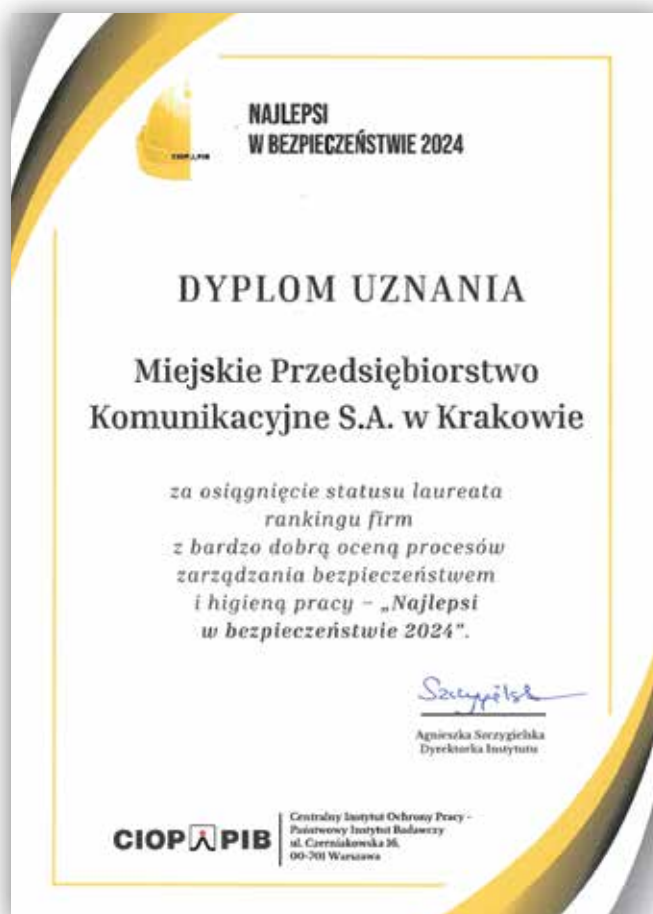 CIOP PIB
NAJLEPSI
W BEZPIECZEŃSTWIE 2024
DYPLOM UZNANIA
Miejskie Przedsiębiorstwo
Komunikacyjne S.A. w Krakowie
za osiągnięcie statusu laureata
rankingu firm
z bardzo dobrą oceną procesów
zarządzania bezpieczeństwem
i higieną pracy – „Najlepsi
w bezpieczeństwie 2024”.
Agnieszka Szczygielska
Dyrektorka Instytutu
CIOP PIB
Centralny Instytut Ochrony Pracy –
Państwowy Instytut Badawczy
ul. Czerniakowska 16,
00-701 Warszawa